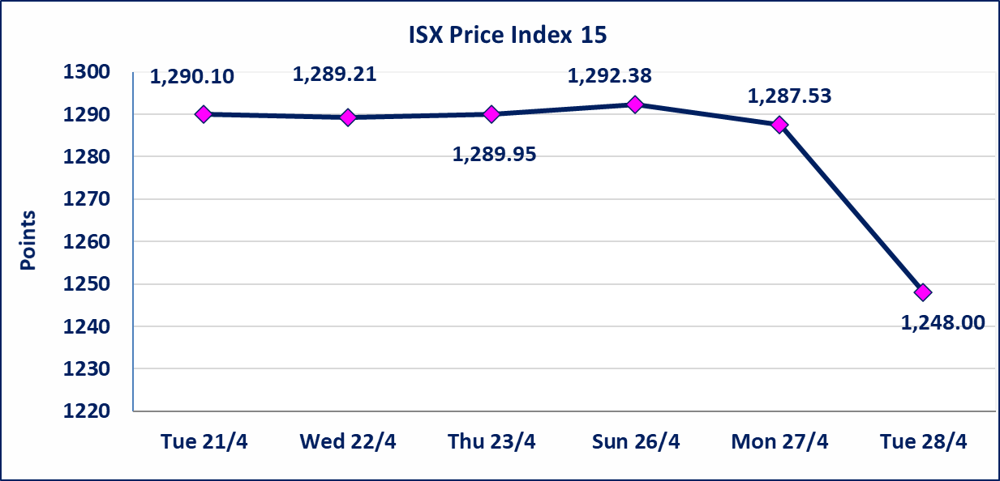 ISX Price Index 15
1300
1290
1280
1270
1260
1250
1240
1230
1220
Points
1,290.10
1,289.21
1,289.95
1,292.38
1,287.53
1,248.00
Tue 21/4
Wed 22/4
Thu 23/4
Sun 26/4
Mon 27/4
Tue 28/4